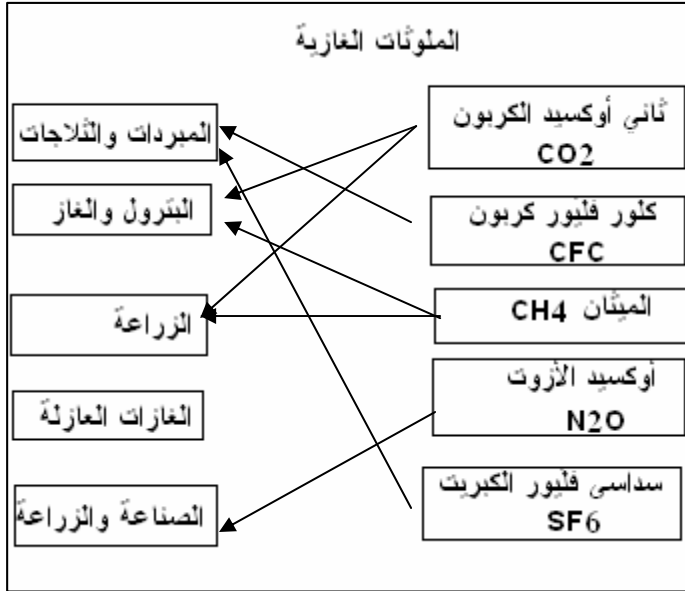 الملوثات الغازية
ثاني أوكسيد الكربون
CO2
كلور فليور كربون
CFC
الميثان CH4
أوكسيد الأزوت
N2O
سداسي فليور الكبريت
SF6
المبردات والثلاجات
البترول والغاز
الزراعة
الغازات العازلة
الصناعة والزراعة